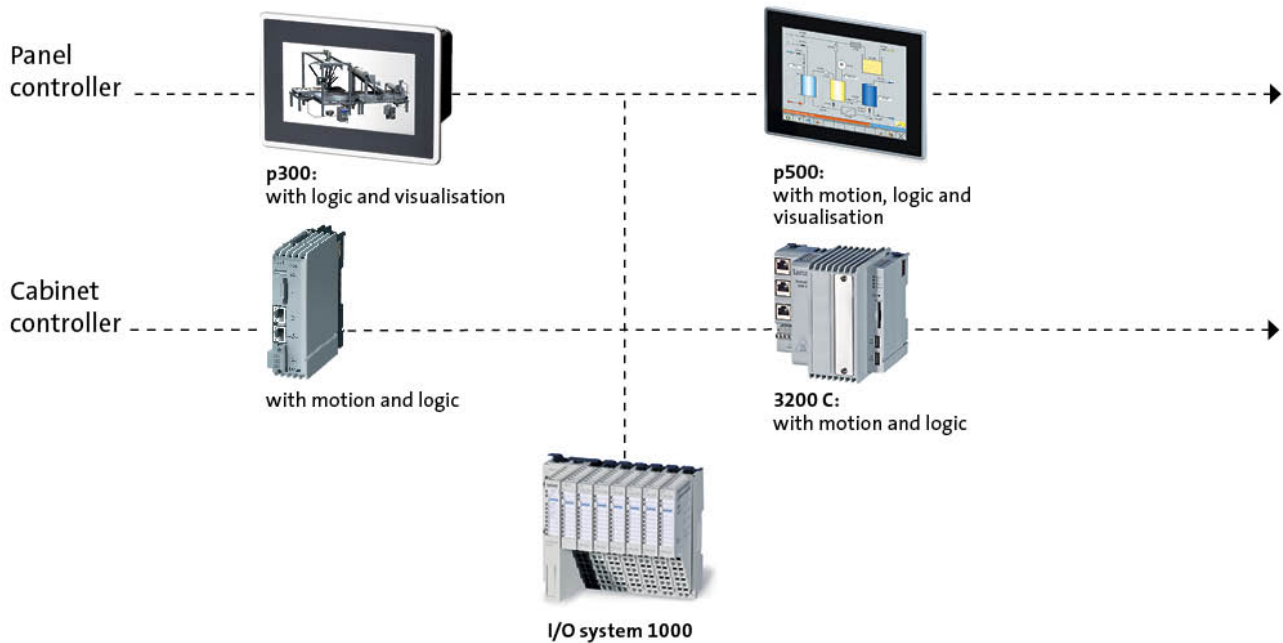 Panel
controller
p300:
with logic and visualisation
p500:
with motion, logic and
visualisation
Cabinet
controller
with motion and logic
3200 C:
with motion and logic
I/O system 1000